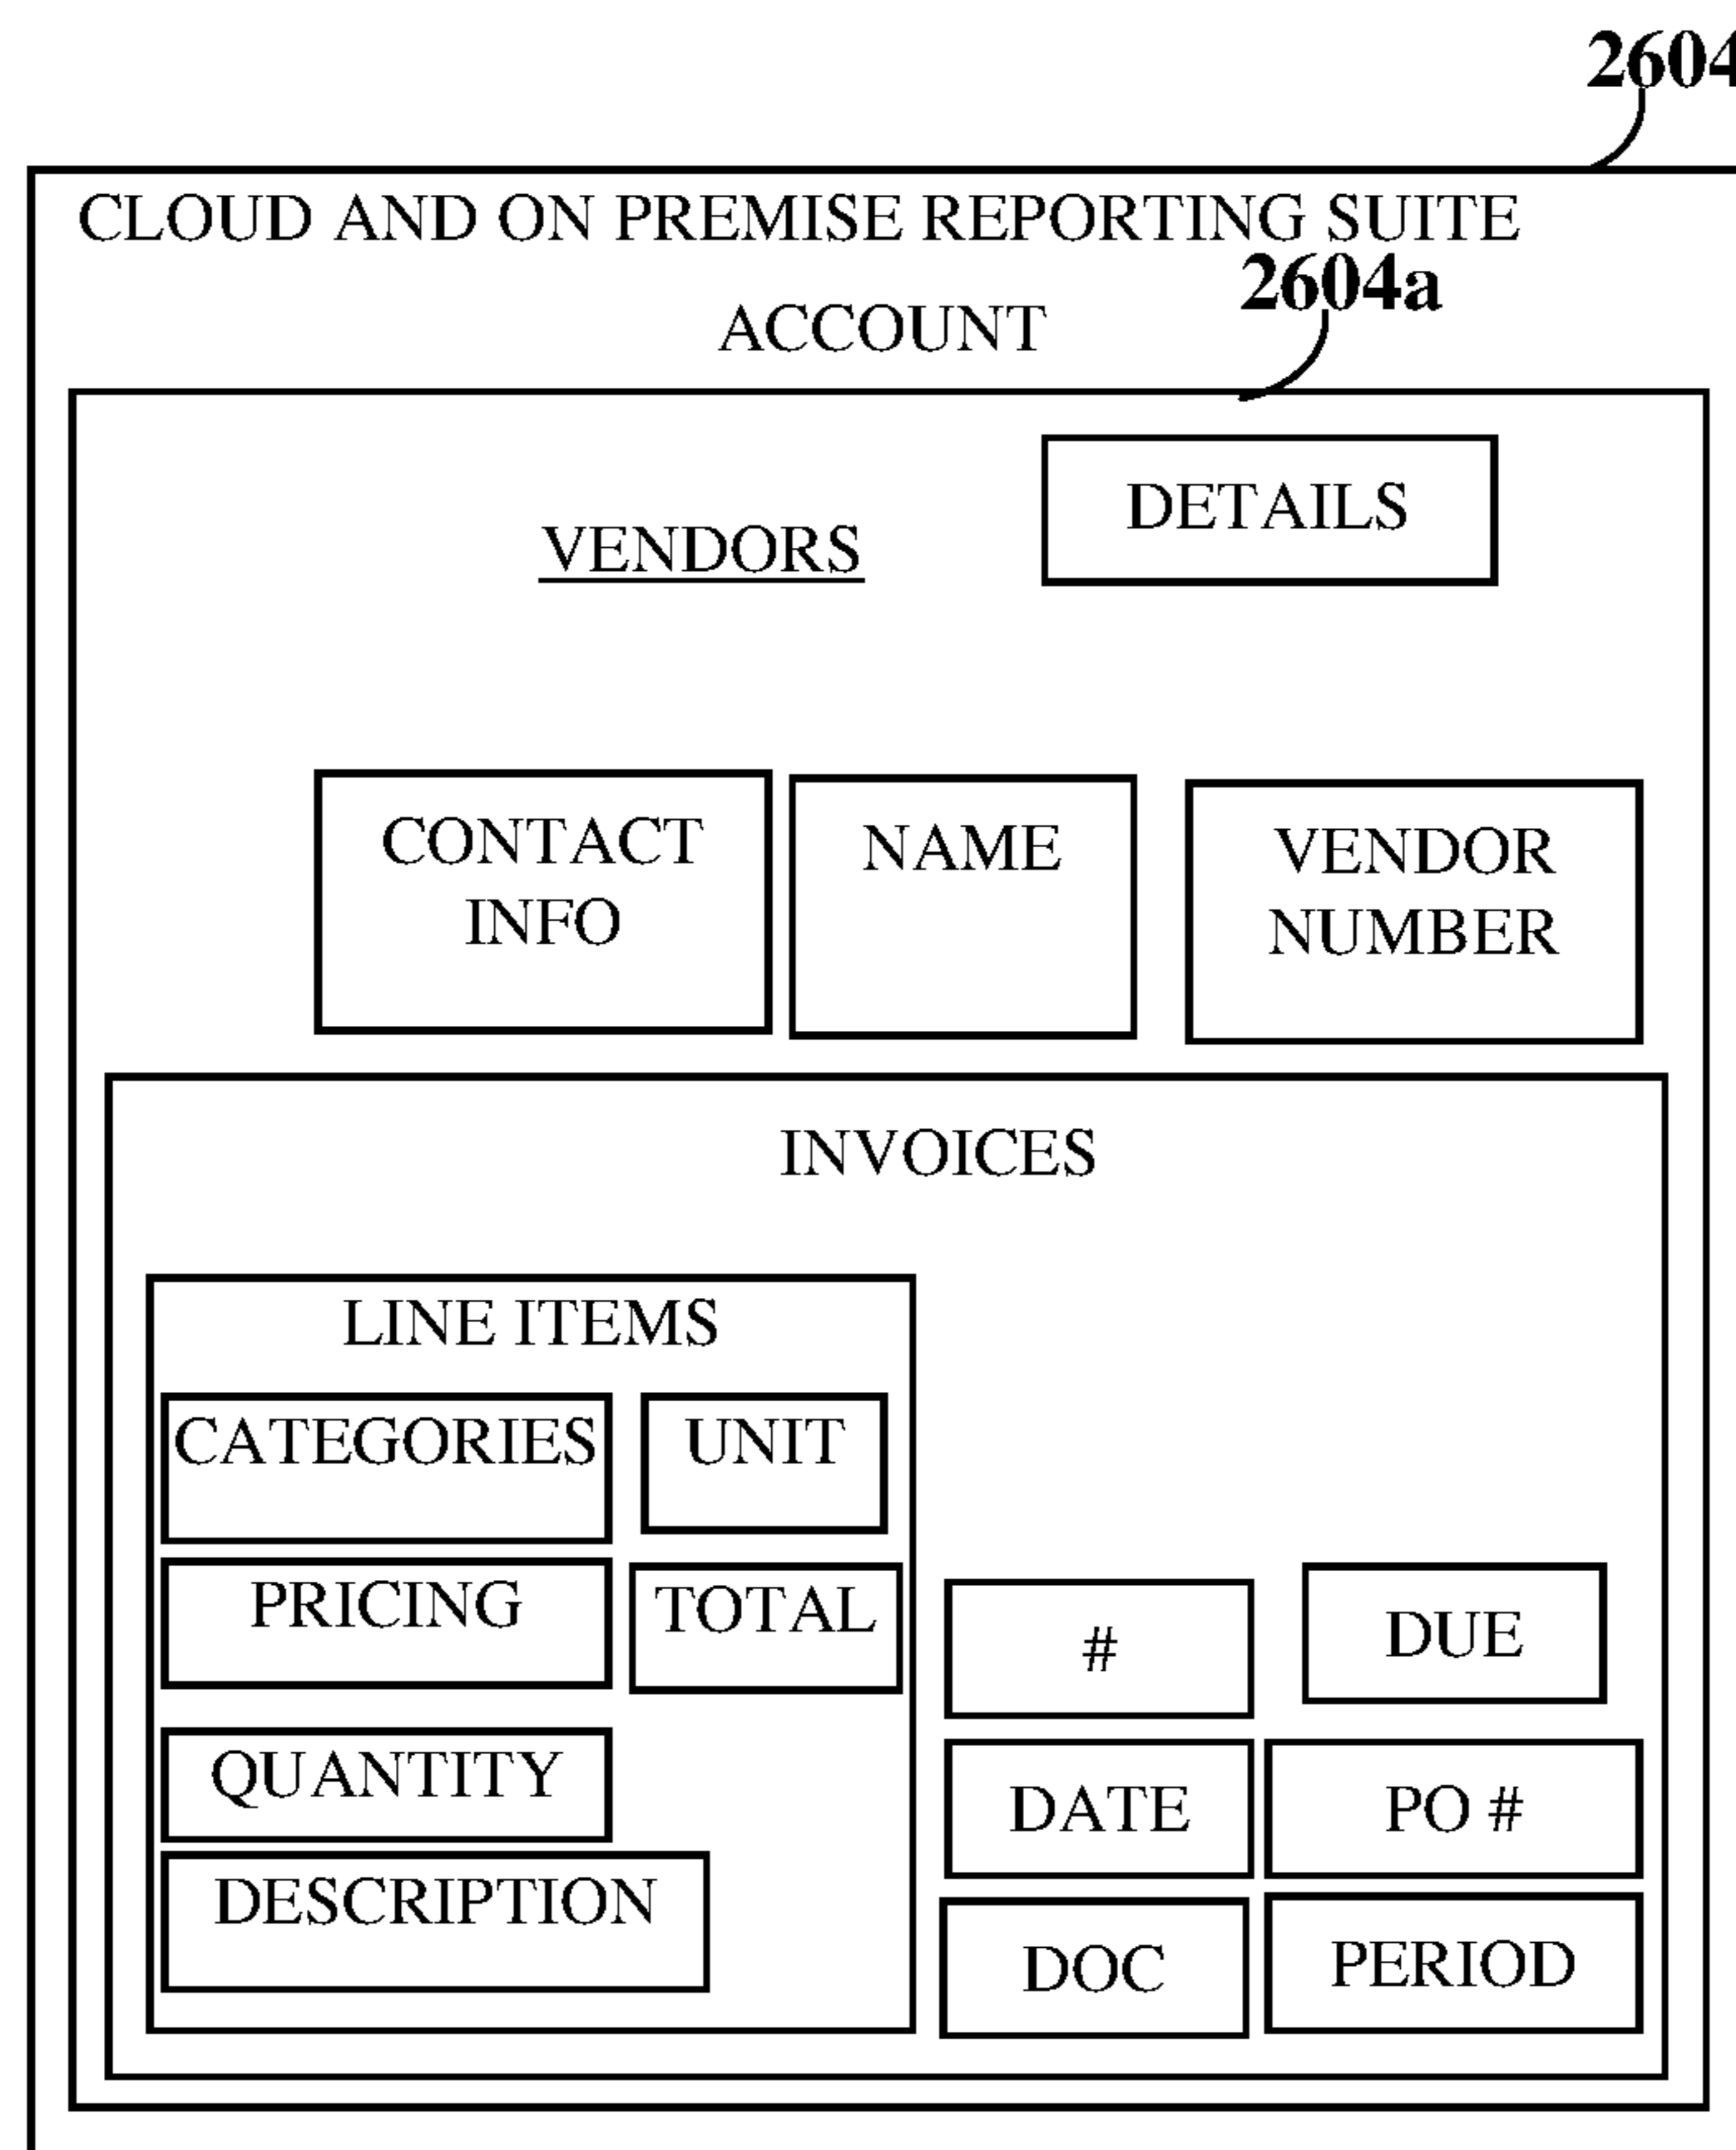 2604
CLOUD AND ON PREMISE REPORTING SUITE
2604a
ACCOUNT
DETAILS
VENDORS
CONTACT
INFO
NAME
VENDOR
NUMBER
INVOICES
LINE ITEMS
CATEGORIES
UNIT
PRICING
TOTAL
QUANTITY
DESCRIPTION
#
DUE
DATE
PO #
DOC
PERIOD